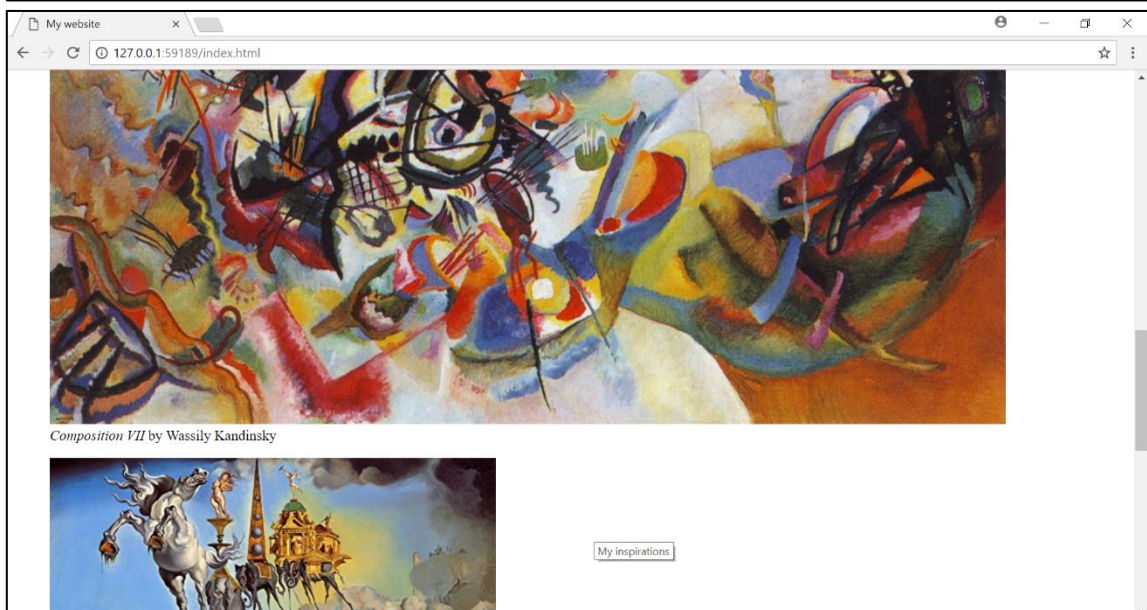 My website
127.0.0.1:59189/index.html
Composition VII by Wassily Kandinsky
My inspirations